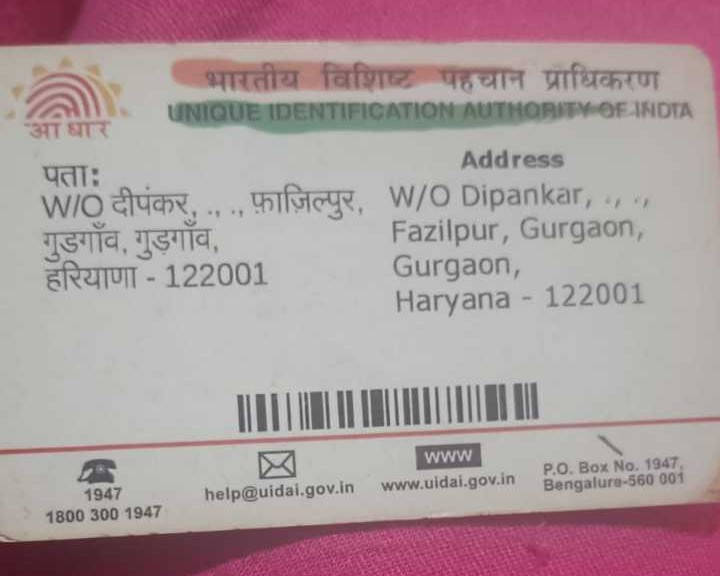 भारतीय विशिष्ट पहचान प्राधिकरण
UNIQUE IDENTIFICATION AUTHORITY OF INDIA
आधार
पता:
W/O दीपंकर, ., ., फ़ाज़िल्पुर,
गुडगाँव, गुड़गाँव,
हरियाणा - 122001
Address
W/O Dipankar, ., .,
Fazilpur, Gurgaon,
Gurgaon,
Haryana - 122001
1947
1800 300 1947
help@uidai.gov.in
www
www.uidai.gov.in
P.O. Box No. 1947,
Bengaluru-560 001